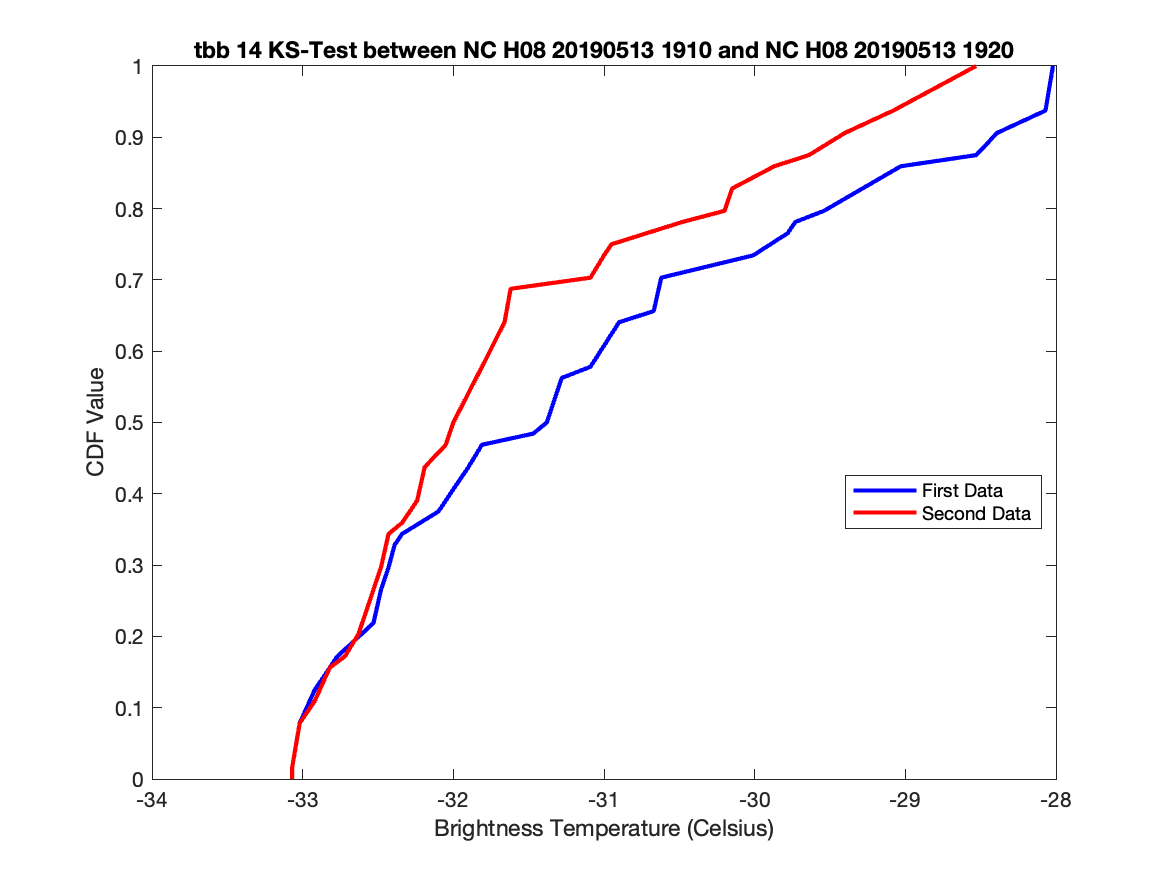 tbb 14 KS-Test between NC H08 20190513 1910 and NC H08 20190513 1920
1
0.9
0.8
0.7
0.6
0.5
0.4
0.3
0.2
0.1
0
CDF Value
First Data
Second Data
-34 -33 -32 -31 -30 -29 -28
Brightness Temperature (Celsius)